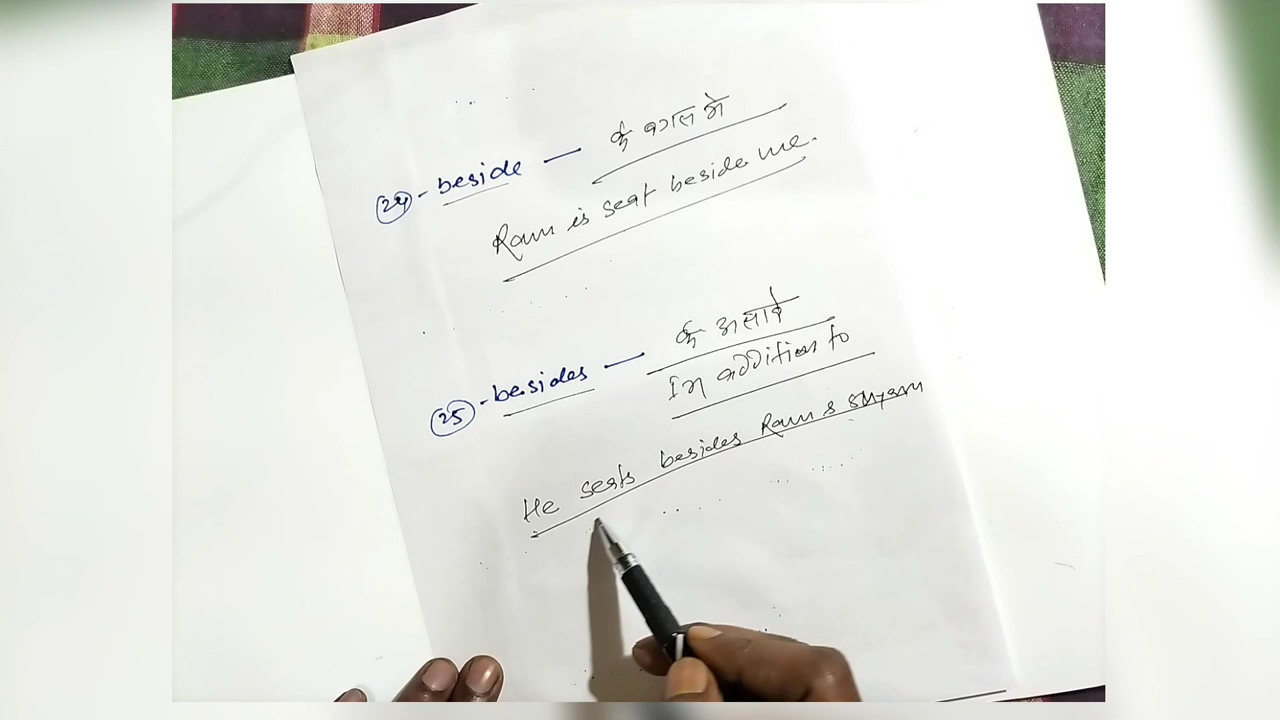 24 - beside — के बगल में
Ram is seat beside me.
25 - besides — के अलावे
In addition to
He seats besides Ram & Shyam